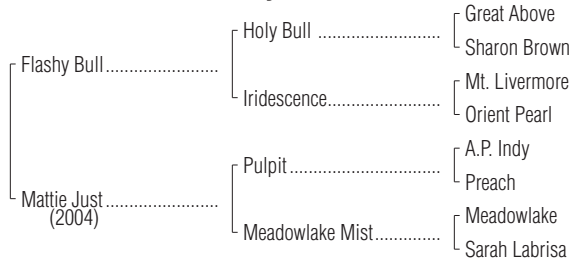 Great Above
Holy Bull
Sharon Brown
Flashy Bull
Mt. Livermore
Iridescence
Orient Pearl
A.P. Indy
Pulpit
Preach
Mattie Just
(2004)
Meadowlake
Meadowlake Mist
Sarah Labrisa